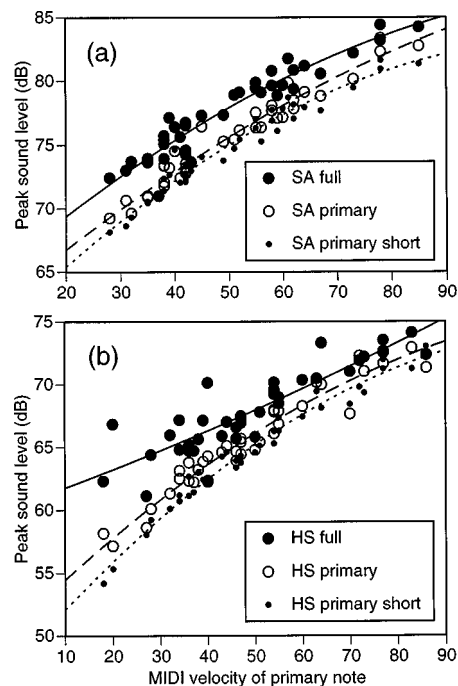 85
80
75
70
65
Peak sound level (dB)
(a)
SA full
SA primary
SA primary short
20 30 40 50 60 70 80 90
75
70
65
60
55
50
Peak sound level (dB)
(b)
HS full
HS primary
HS primary short
10 20 30 40 50 60 70 80 90
MIDI velocity of primary note